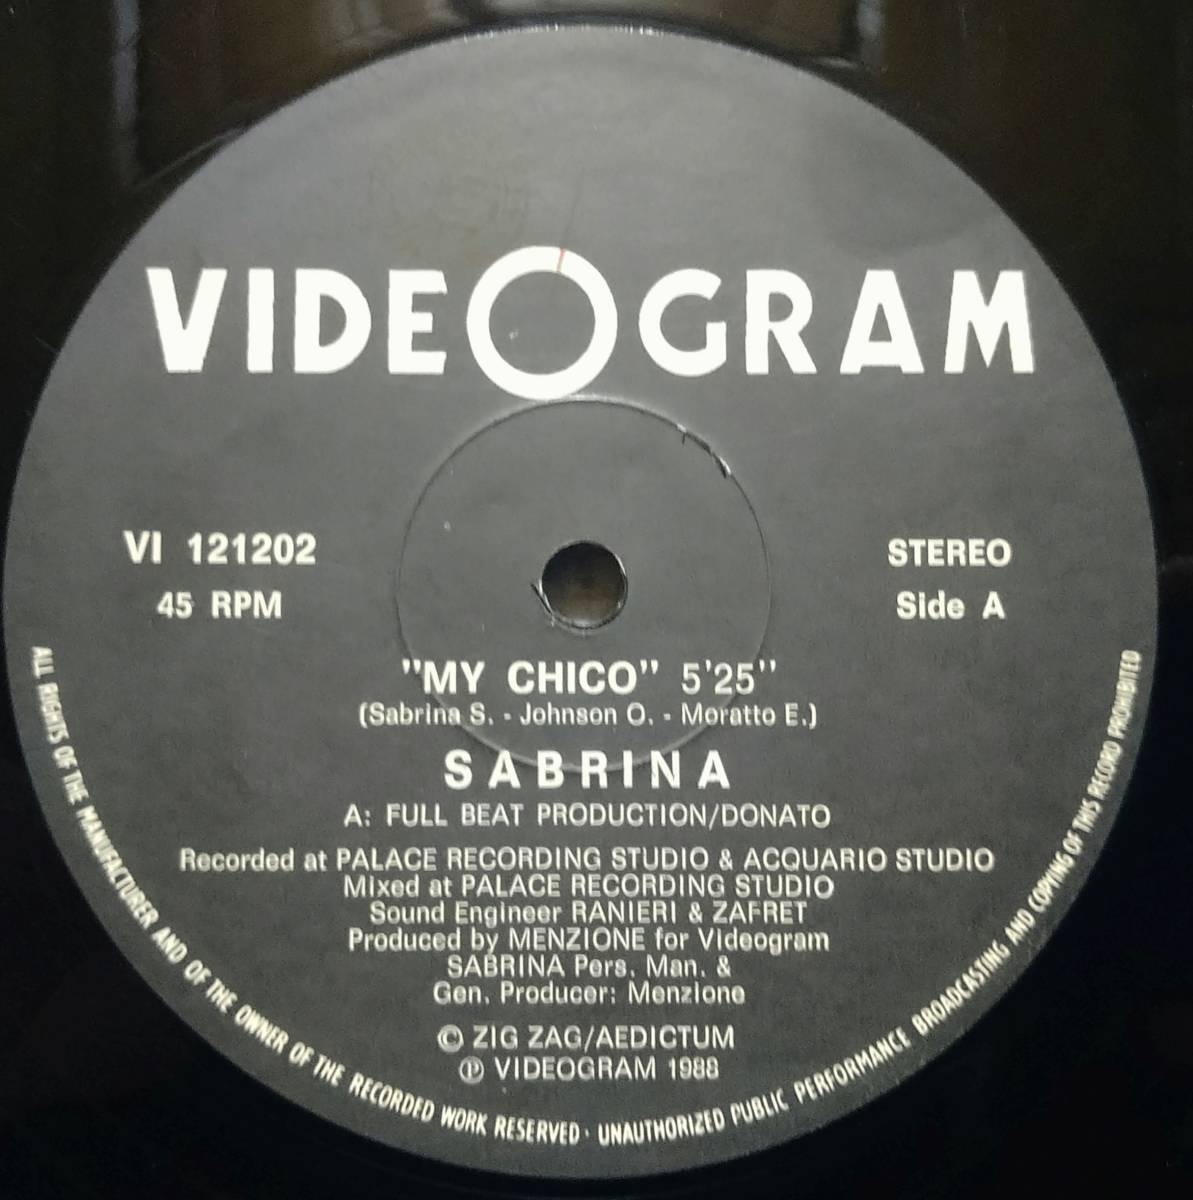 VIDEOGRAM
VI 121202
45 RPM
STEREO
Side A
"MY CHICO" 5'25"
(Sabrina S. - Johnson O. - Moratto E.)
SABRINA
A: FULL BEAT PRODUCTION/DONATO
Recorded at PALACE RECORDING STUDIO & ACQUARIO STUDIO
Mixed at PALACE RECORDING STUDIO
Sound Engineer RANIERI & ZAFRET
Produced by MENZIONE for Videogram
SABRINA Pers. Man. &
Gen. Producer: Menzione
© ZIG ZAG/AEDICTUM
℗ VIDEOGRAM 1988
ALL RIGHTS OF THE MANUFACTURER AND OF THE OWNER OF THE RECORDED WORK RESERVED · UNAUTHORIZED PUBLIC PERFORMANCE BROADCASTING AND COPYING OF THIS RECORD PROHIBITED